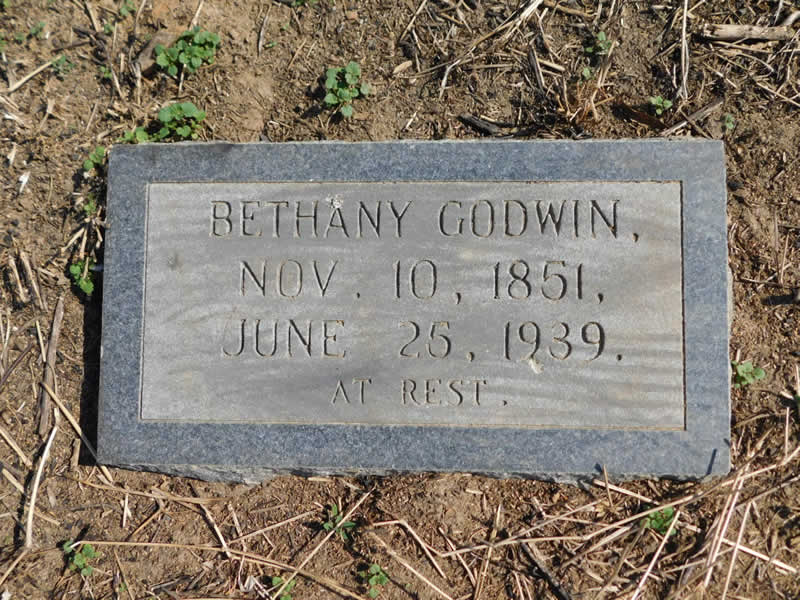 BETHANY GODWIN,
NOV. 10, 1851,
JUNE 25, 1939.
AT REST.